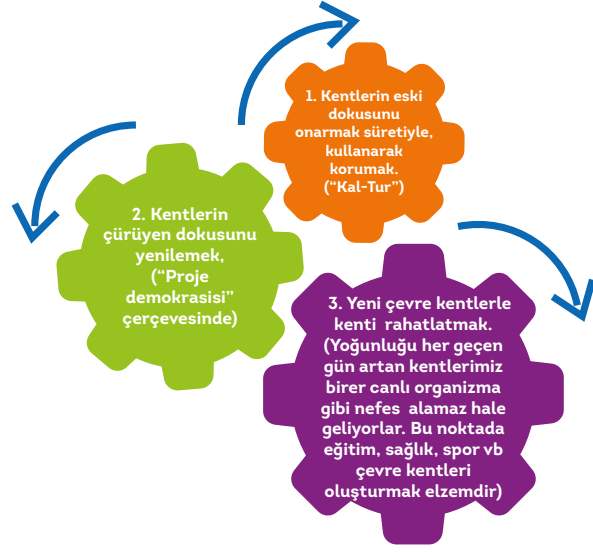 1. Kentlerin eski
dokusunu
onarmak süretiyle,
kullanarak
korumak.
(“Kal-Tur”)
2. Kentlerin
çürüyen dokusunu
yenilemek,
(“Proje
demokrasisi”
çerçevesinde)
3. Yeni çevre kentlerle
kenti rahatlatmak.
(Yoğunluğu her geçen
gün artan kentlerimiz
birer canlı organizma
gibi nefes alamaz hale
geliyorlar. Bu noktada
eğitim, sağlık, spor vb
çevre kentleri
oluşturmak elzemdir)